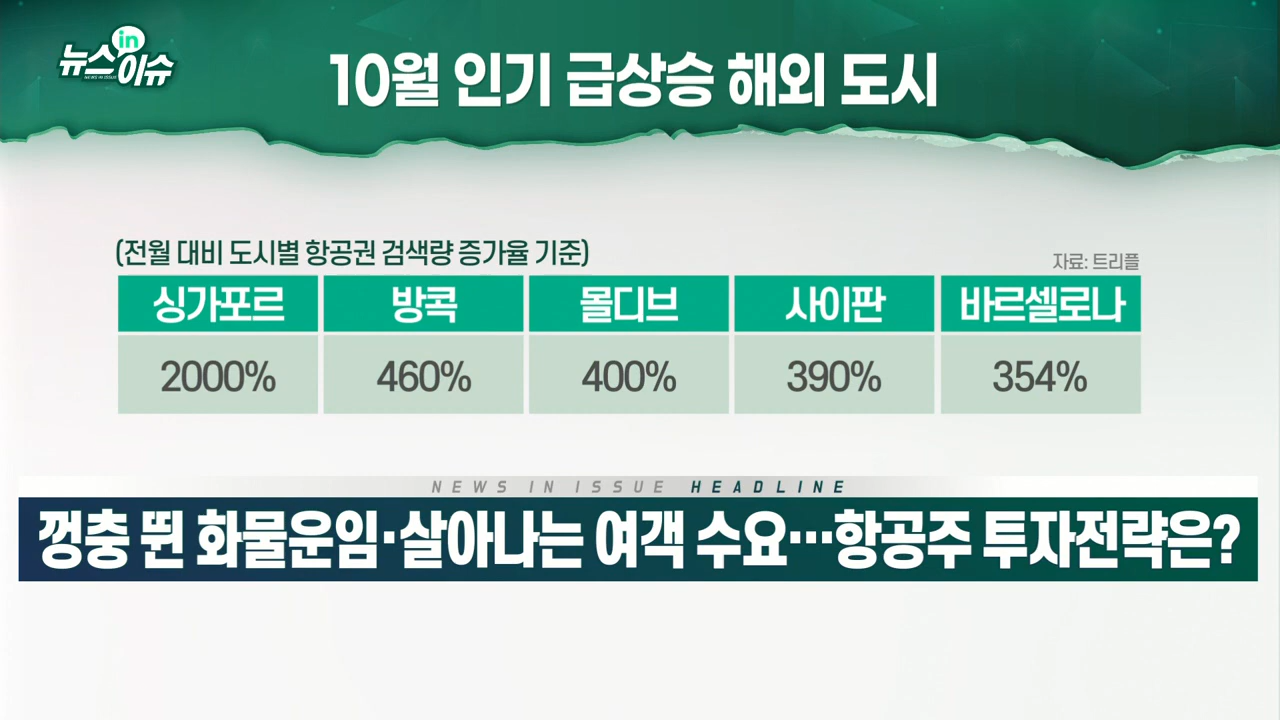 뉴스in이슈
NEWS IN ISSUE
10월 인기 급상승 해외 도시
(전월 대비 도시별 항공권 검색량 증가율 기준)
자료: 트리플
싱가포르 방콕 몰디브 사이판 바르셀로나
2000% 460% 400% 390% 354%
NEWS IN ISSUE HEADLINE
껑충 뛴 화물운임·살아나는 여객 수요…항공주 투자전략은?